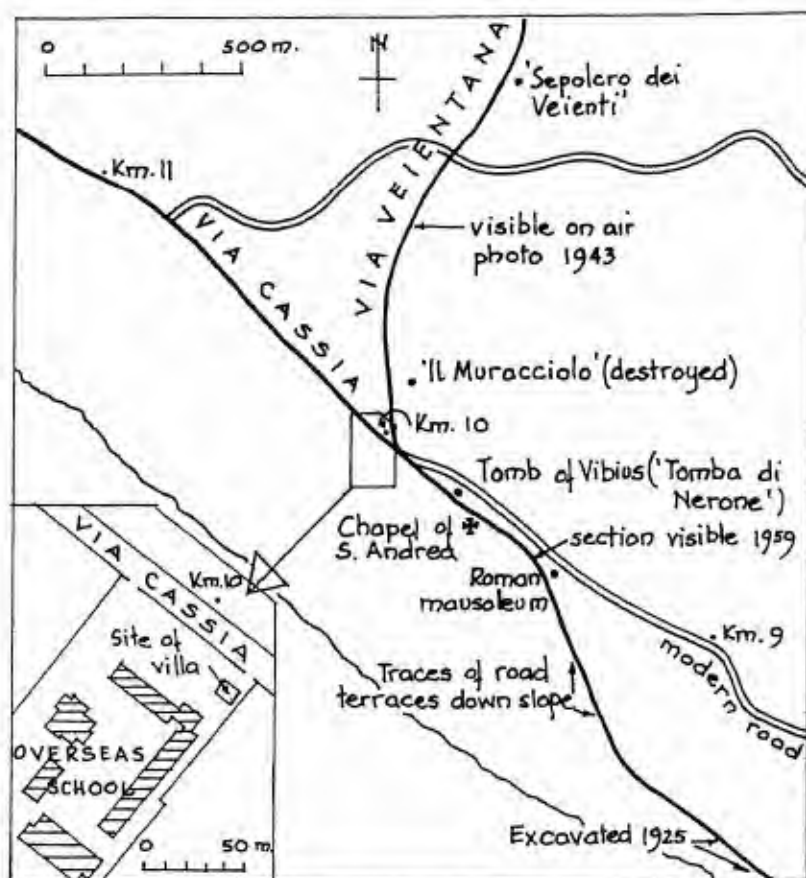 0 500 m.
N
VIA VEIENTANA
'Sepolcro dei
Veienti'
Km. 11
VIA CASSIA
visible on air
photo 1943
'Il Muracciolo' (destroyed)
Km. 10
Tomb of Vibius ('Tomba di
Nerone')
Chapel of
S. Andrea
section visible 1959
Roman
mausoleum
Km. 9
modern road
Traces of road
terraces down slope
Excavated 1925
VIA CASSIA
Km. 10
Site of
villa
OVERSEAS
SCHOOL
0 50 m.